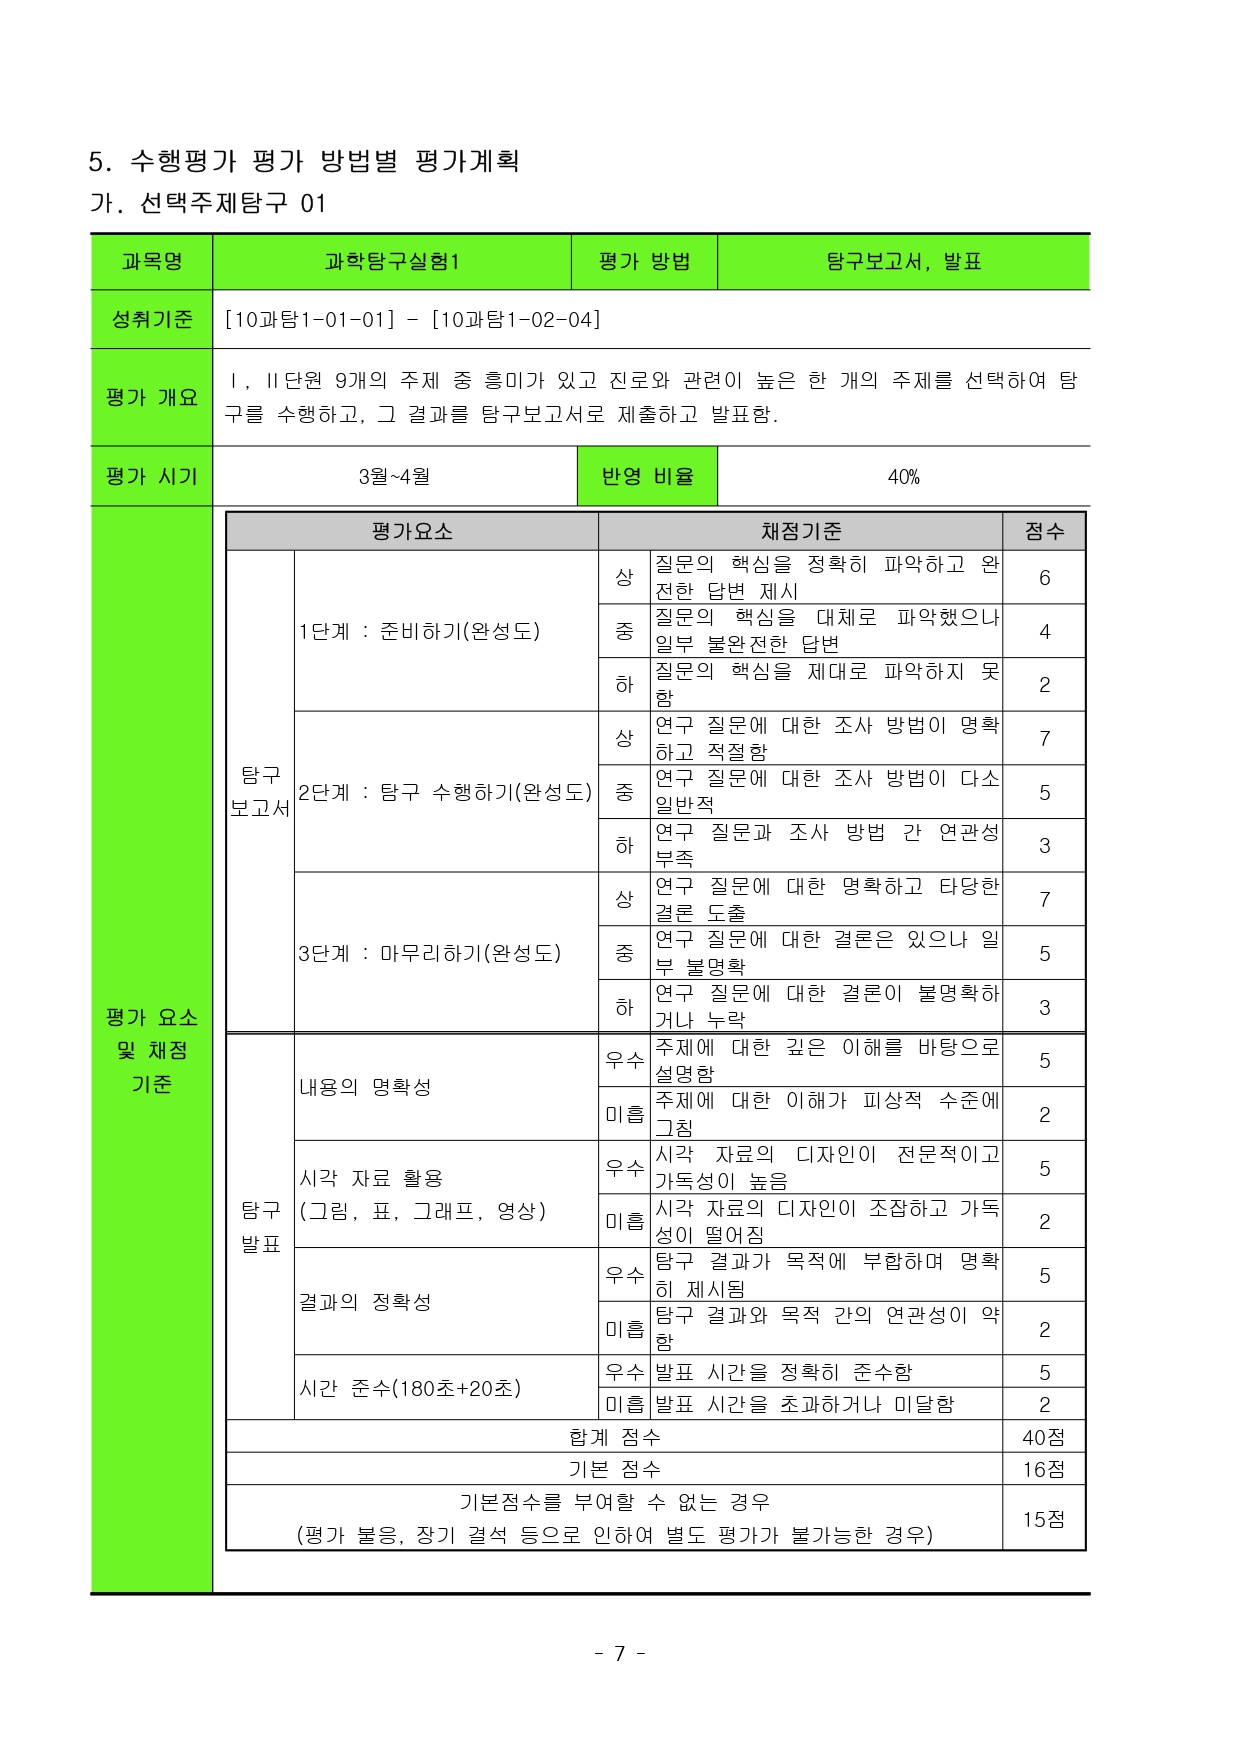 5. 수행평가 평가 방법별 평가계획
가. 선택주제탐구 01
과목명 과학탐구실험1 평가 방법 탐구보고서, 발표
성취기준 [10과탐1-01-01] - [10과탐1-02-04]
평가 개요
Ⅰ, Ⅱ단원 9개의 주제 중 흥미가 있고 진로와 관련이 높은 한 개의 주제를 선택하여 탐
구를 수행하고, 그 결과를 탐구보고서로 제출하고 발표함.
평가 시기 3월~4월 반영 비율 40%
평가 요소
및 채점
기준
평가요소 채점기준 점수
탐구
보고서
1단계 : 준비하기(완성도)
상
질문의 핵심을 정확히 파악하고 완
전한 답변 제시
6
중
질문의 핵심을 대체로 파악했으나
일부 불완전한 답변
4
하
질문의 핵심을 제대로 파악하지 못
함
2
2단계 : 탐구 수행하기(완성도)
상
연구 질문에 대한 조사 방법이 명확
하고 적절함
7
중
연구 질문에 대한 조사 방법이 다소
일반적
5
하
연구 질문과 조사 방법 간 연관성
부족
3
3단계 : 마무리하기(완성도)
상
연구 질문에 대한 명확하고 타당한
결론 도출
7
중
연구 질문에 대한 결론은 있으나 일
부 불명확
5
하
연구 질문에 대한 결론이 불명확하
거나 누락
3
탐구
발표
내용의 명확성
우수
주제에 대한 깊은 이해를 바탕으로
설명함
5
미흡
주제에 대한 이해가 피상적 수준에
그침
2
시각 자료 활용
(그림, 표, 그래프, 영상)
우수
시각 자료의 디자인이 전문적이고
가독성이 높음
5
미흡
시각 자료의 디자인이 조잡하고 가독
성이 떨어짐
2
결과의 정확성
우수
탐구 결과가 목적에 부합하며 명확
히 제시됨
5
미흡
탐구 결과와 목적 간의 연관성이 약
함
2
시간 준수(180초+20초)
우수 발표 시간을 정확히 준수함 5
미흡 발표 시간을 초과하거나 미달함 2
합계 점수 40점
기본 점수 16점
기본점수를 부여할 수 없는 경우
(평가 불응, 장기 결석 등으로 인하여 별도 평가가 불가능한 경우)
15점
- 7 -